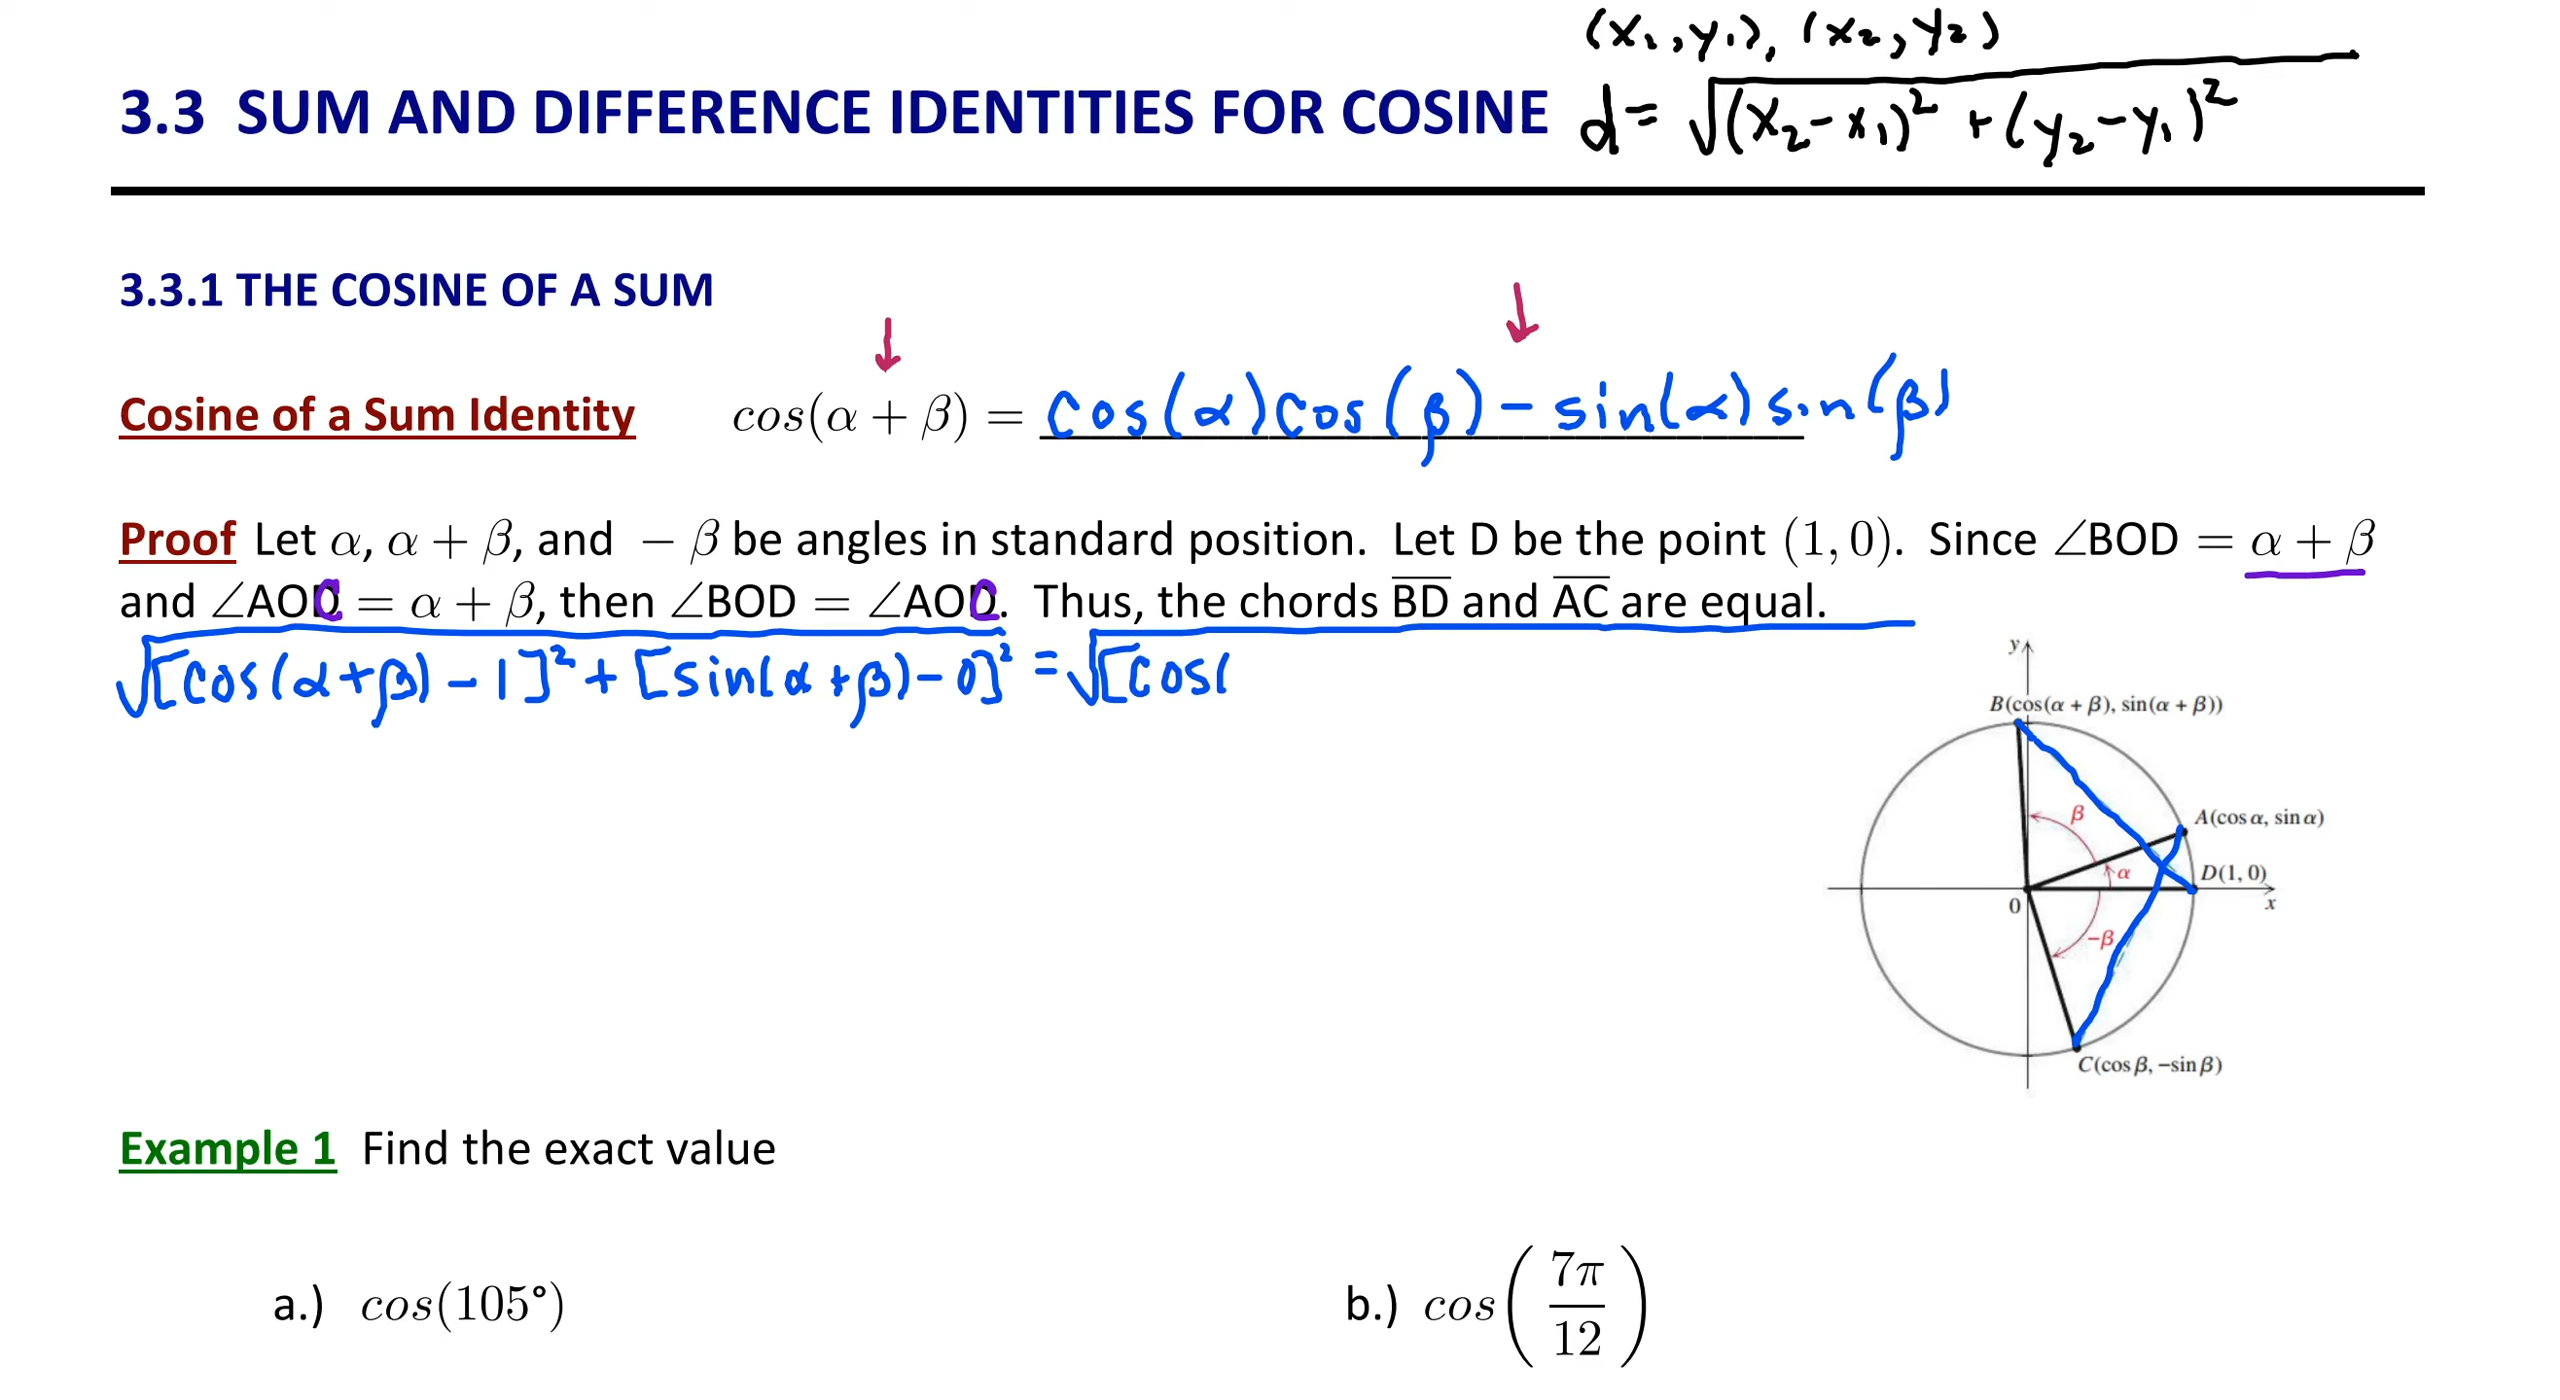 (x₁,y₁), (x₂,y₂)
3.3 SUM AND DIFFERENCE IDENTITIES FOR COSINE d= √(x₂-x₁)² +(y₂-y₁)²
3.3.1 THE COSINE OF A SUM
↓ ↓
Cosine of a Sum Identity cos(α + β) = cos(α)cos(β)-sin(α)sin(β)
Proof Let α, α + β, and − β be angles in standard position. Let D be the point (1, 0). Since ∠BOD = α + β
and ∠AOC = α + β, then ∠BOD = ∠AOC. Thus, the chords B̅D̅ and A̅C̅ are equal.
√[cos(α+β)-1]²+[sin(α+β)-0]² =√[cos(
y
B(cos(α + β), sin(α + β))
β
A(cos α, sin α)
α
D(1, 0)
0
x
−β
C(cos β, −sin β)
Example 1 Find the exact value
a.) cos(105°) b.) cos(7π/12)